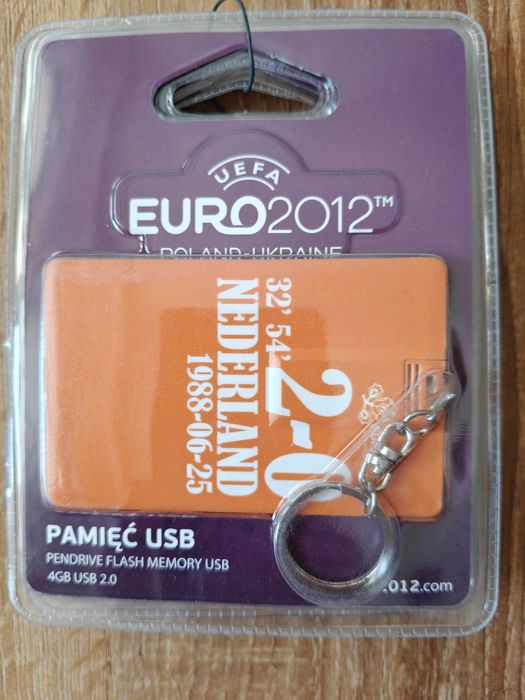 UEFA
EURO2012™
POLAND-UKRAINE
32' 54'
2-0
NEDERLAND
1988-06-25
PAMIĘĆ USB
PENDRIVE FLASH MEMORY USB
4GB USB 2.0
2012.com